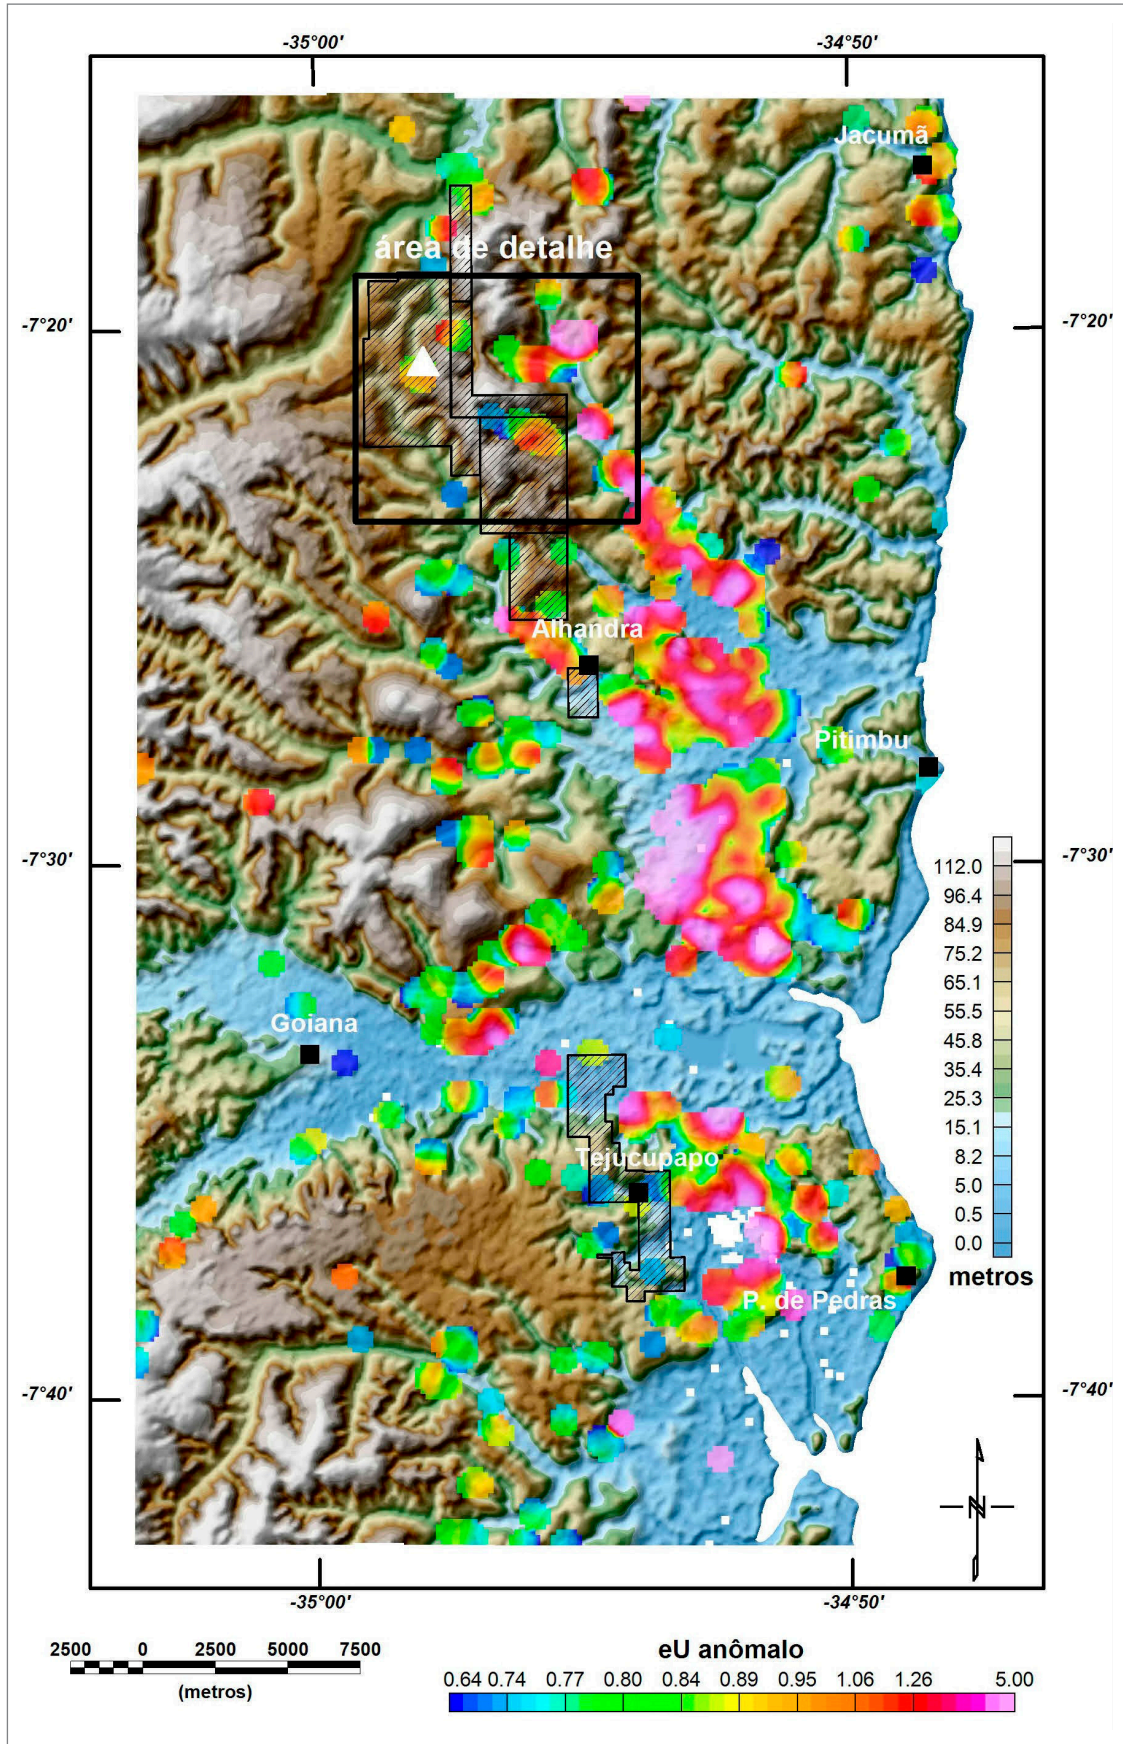 -35°00' -34°50'
Jacumã
área de detalhe
-7°20' -7°20'
Alhandra
Pitimbu
-7°30' -7°30'
112.0
96.4
84.9
75.2
65.1
55.5
45.8
35.4
25.3
15.1
8.2
5.0
0.5
0.0
metros
Goiana
Tejucupapo
P. de Pedras
-7°40' -7°40'
N
-35°00' -34°50'
2500 0 2500 5000 7500
(metros)
eU anômalo
0.64 0.74 0.77 0.80 0.84 0.89 0.95 1.06 1.26 5.00